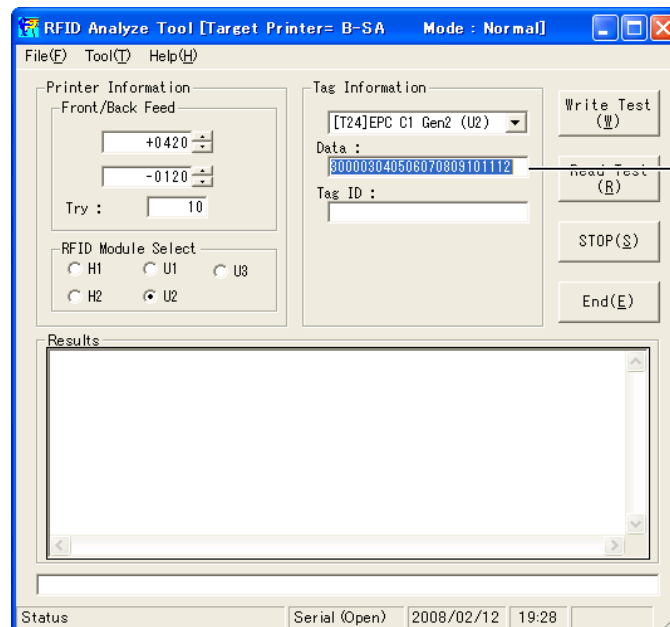 RFID Analyze Tool [Target Printer= B-SA Mode : Normal]
File(F) Tool(T) Help(H)
Printer Information
Front/Back Feed
+0420
-0120
Try : 10
RFID Module Select
H1 U1 U3
H2 U2
Tag Information
[T24]EPC C1 Gen2 (U2)
Data :
300003040506070809101112
Tag ID :
Write Test
(W)
Read Test
(R)
STOP(S)
End(E)
Results
Status Serial (Open) 2008/02/12 19:28